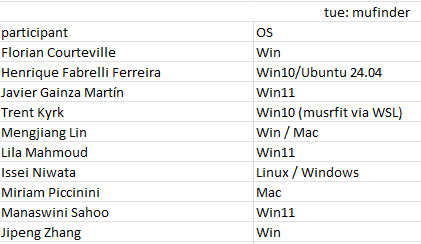 tue: mufinder
participant OS
Florian Courteville Win
Henrique Fabrelli Ferreira Win10/Ubuntu 24.04
Javier Gainza Martín Win11
Trent Kyrk Win10 (musrfit via WSL)
Mengjiang Lin Win / Mac
Lila Mahmoud Win11
Issei Niwata Linux / Windows
Miriam Piccinini Mac
Manaswini Sahoo Win11
Jipeng Zhang Win